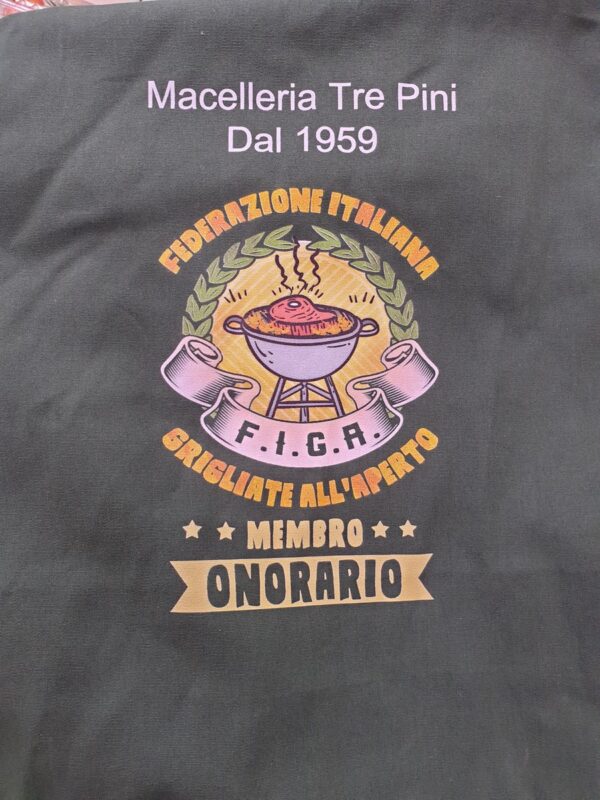 Macelleria Tre Pini
Dal 1959
FEDERAZIONE ITALIANA
F.I.G.A.
GRIGLIATE ALL'APERTO
MEMBRO
ONORARIO